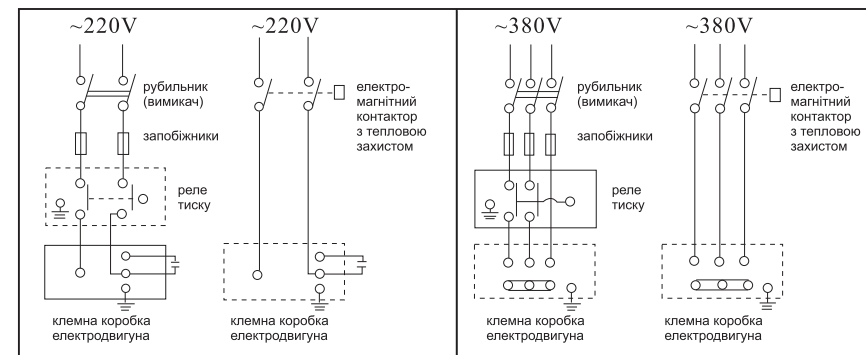 ~220V
~220V
рубильник
(вимикач)
запобіжники
реле
тиску
електро-
магнітний
контактор
з тепловою
захистом
клемна коробка
електродвигуна
клемна коробка
електродвигуна
~380V
~380V
рубильник
(вимикач)
запобіжники
реле
тиску
електро-
магнітний
контактор
з тепловою
захистом
клемна коробка
електродвигуна
клемна коробка
електродвигуна